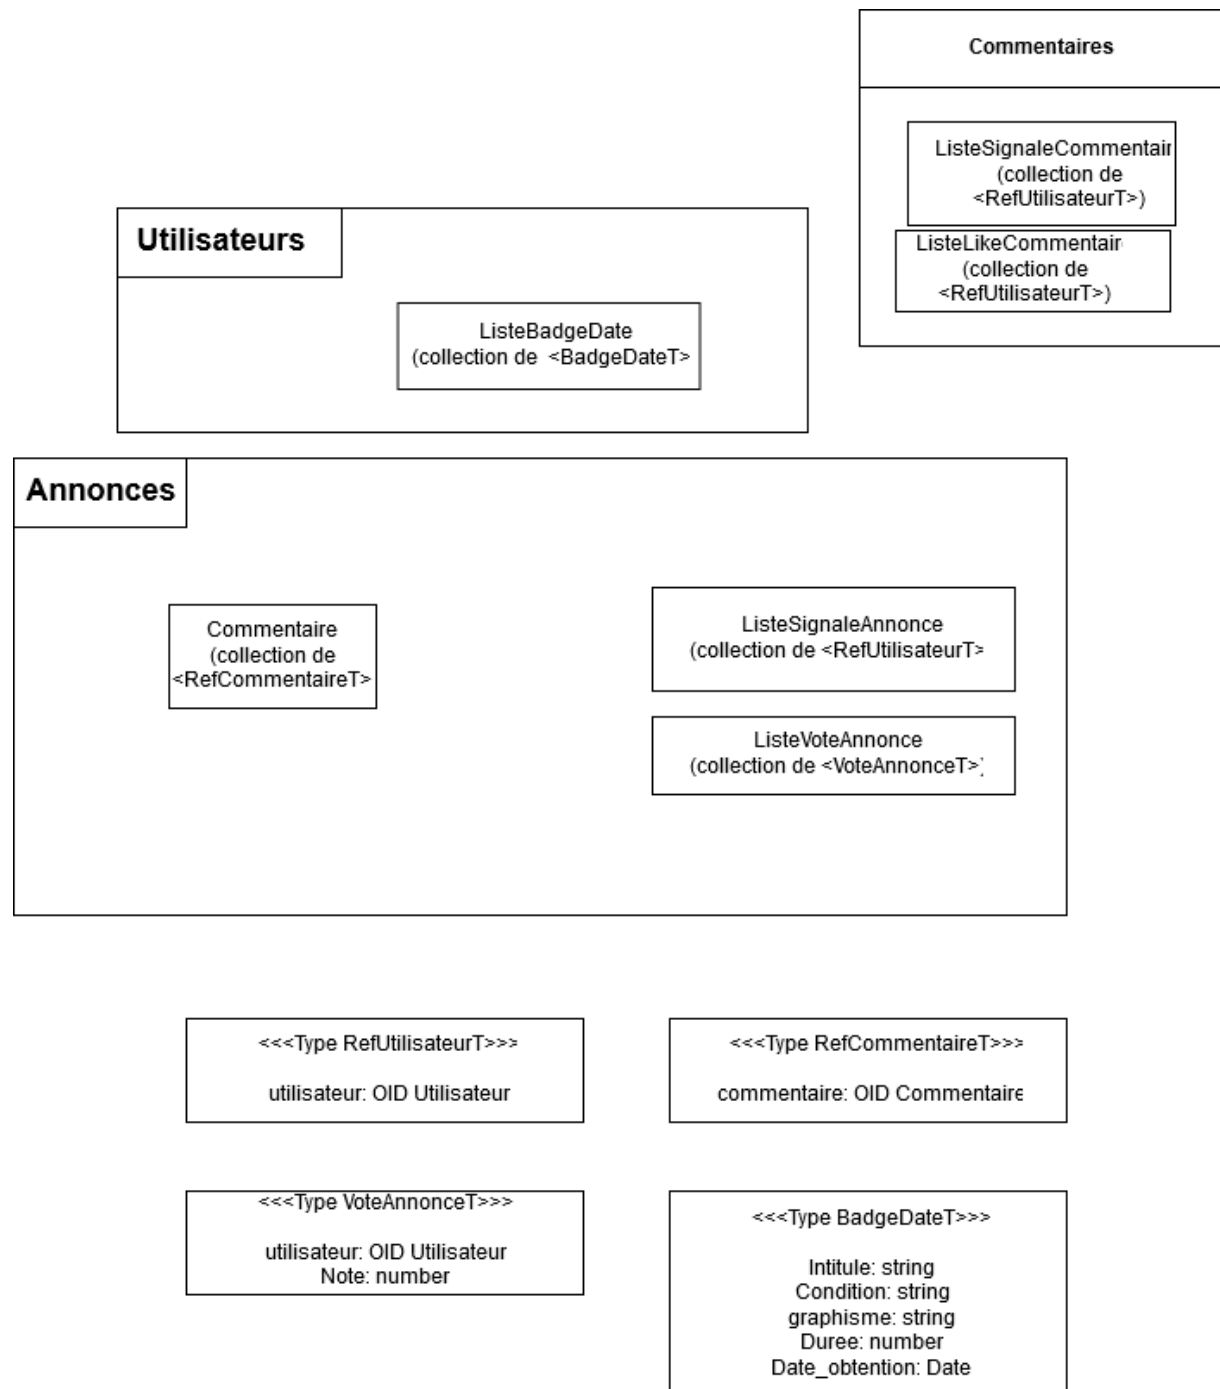 Commentaires
ListeSignaleCommentair
(collection de
<RefUtilisateurT>)
ListeLikeCommentair
(collection de
<RefUtilisateurT>)
Utilisateurs
ListeBadgeDate
(collection de <BadgeDateT>
Annonces
Commentaire
(collection de
<RefCommentaireT>
ListeSignaleAnnonce
(collection de <RefUtilisateurT>
ListeVoteAnnonce
(collection de <VoteAnnonceT>)
<<<Type RefUtilisateurT>>>
utilisateur: OID Utilisateur
<<<Type RefCommentaireT>>>
commentaire: OID Commentaire
<<<Type VoteAnnonceT>>>
utilisateur: OID Utilisateur
Note: number
<<<Type BadgeDateT>>>
Intitule: string
Condition: string
graphisme: string
Duree: number
Date_obtention: Date